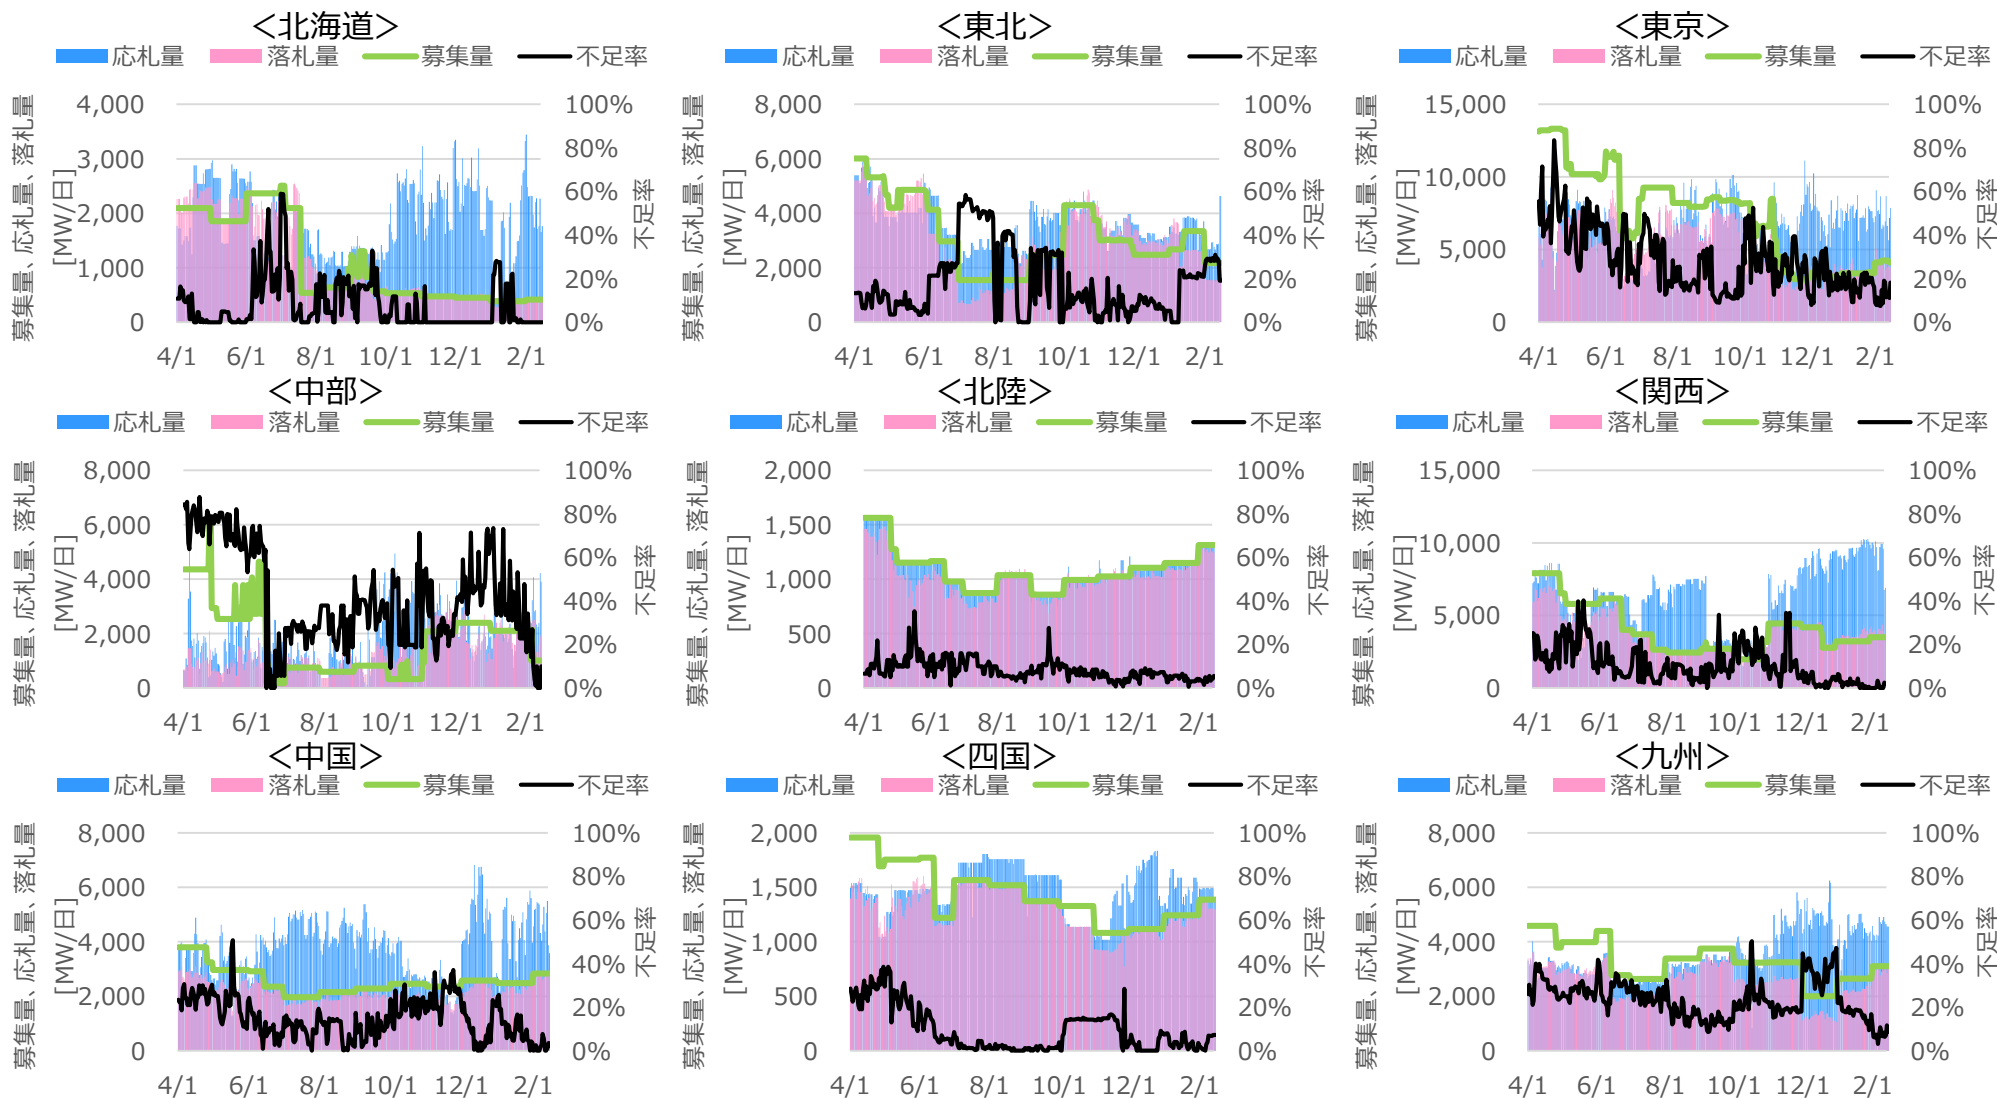 ＜北海道＞
応札量 落札量 募集量 不足率
募集量、応札量、落札量
[MW/日]
4,000
3,000
2,000
1,000
0
100%
80%
60%
40%
20%
0%
不足率
4/1 6/1 8/1 10/1 12/1 2/1
＜東北＞
応札量 落札量 募集量 不足率
募集量、応札量、落札量
[MW/日]
8,000
6,000
4,000
2,000
0
100%
80%
60%
40%
20%
0%
不足率
4/1 6/1 8/1 10/1 12/1 2/1
＜東京＞
応札量 落札量 募集量 不足率
募集量、応札量、落札量
[MW/日]
15,000
10,000
5,000
0
100%
80%
60%
40%
20%
0%
不足率
4/1 6/1 8/1 10/1 12/1 2/1
＜中部＞
応札量 落札量 募集量 不足率
募集量、応札量、落札量
[MW/日]
8,000
6,000
4,000
2,000
0
100%
80%
60%
40%
20%
0%
不足率
4/1 6/1 8/1 10/1 12/1 2/1
＜北陸＞
応札量 落札量 募集量 不足率
募集量、応札量、落札量
[MW/日]
2,000
1,500
1,000
500
0
100%
80%
60%
40%
20%
0%
不足率
4/1 6/1 8/1 10/1 12/1 2/1
＜関西＞
応札量 落札量 募集量 不足率
募集量、応札量、落札量
[MW/日]
15,000
10,000
5,000
0
100%
80%
60%
40%
20%
0%
不足率
4/1 6/1 8/1 10/1 12/1 2/1
＜中国＞
応札量 落札量 募集量 不足率
募集量、応札量、落札量
[MW/日]
8,000
6,000
4,000
2,000
0
100%
80%
60%
40%
20%
0%
不足率
4/1 6/1 8/1 10/1 12/1 2/1
＜四国＞
応札量 落札量 募集量 不足率
募集量、応札量、落札量
[MW/日]
2,000
1,500
1,000
500
0
100%
80%
60%
40%
20%
0%
不足率
4/1 6/1 8/1 10/1 12/1 2/1
＜九州＞
応札量 落札量 募集量 不足率
募集量、応札量、落札量
[MW/日]
8,000
6,000
4,000
2,000
0
100%
80%
60%
40%
20%
0%
不足率
4/1 6/1 8/1 10/1 12/1 2/1